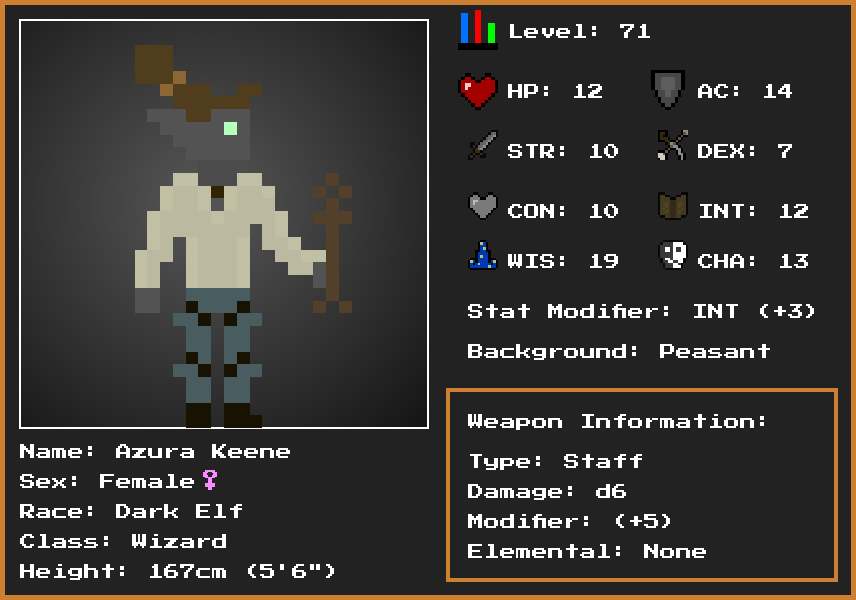 Level: 71
HP: 12 AC: 14
STR: 10 DEX: 7
CON: 10 INT: 12
WIS: 19 CHA: 13
Stat Modifier: INT (+3)
Background: Peasant
Weapon Information:
Type: Staff
Damage: d6
Modifier: (+5)
Elemental: None
Name: Azura Keene
Sex: Female♀
Race: Dark Elf
Class: Wizard
Height: 167cm (5'6")